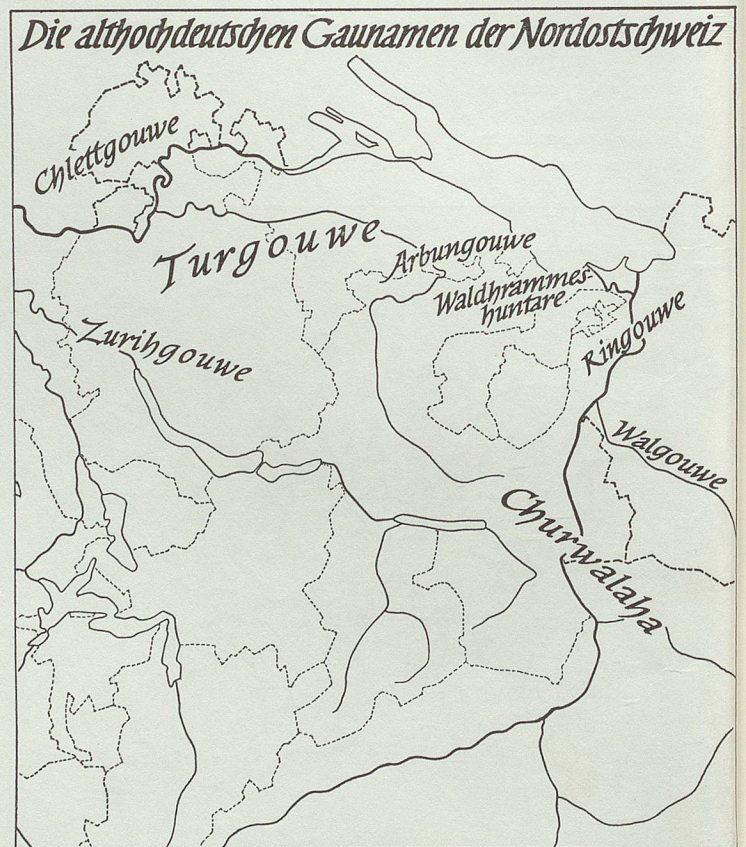 Die althochdeutschen Gaunamen der Nordostschweiz
Chlettgouwe
Turgouwe
Arbungouwe
Waldhrammes-
huntare
Ringouwe
Zurihgouwe
Walgouwe
Churwalaha